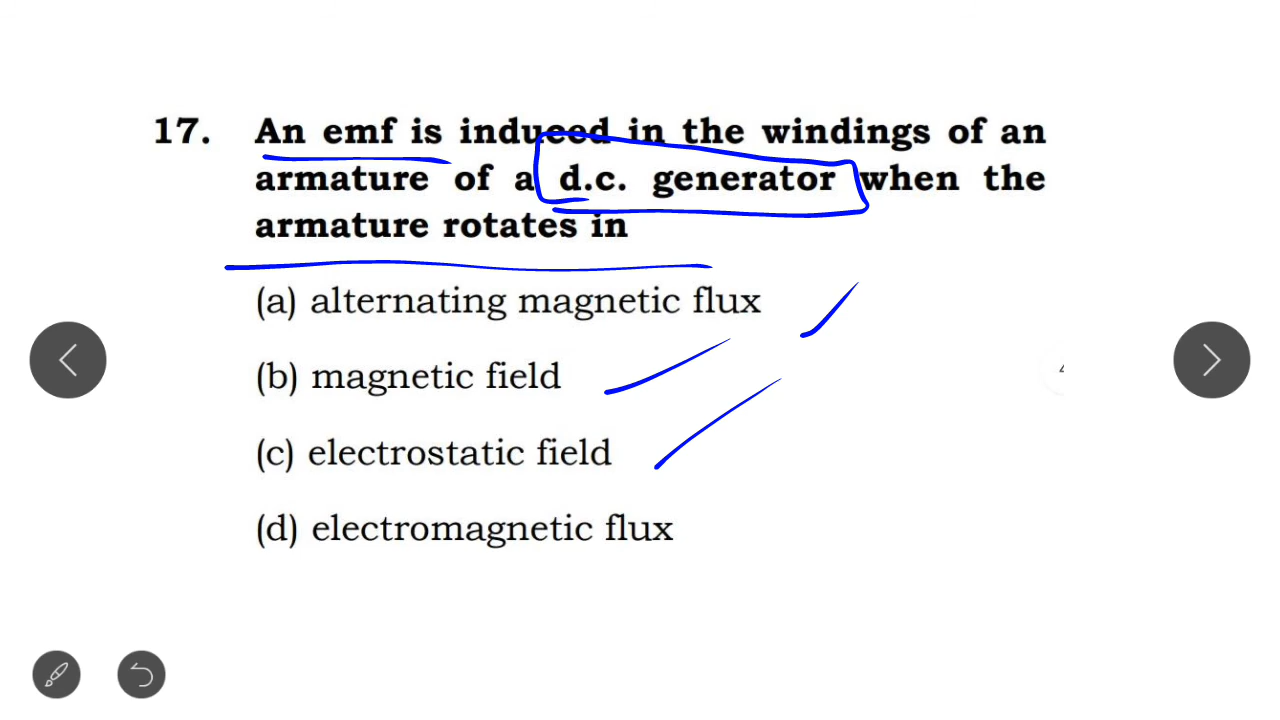 17. An emf is induced in the windings of an
armature of a d.c. generator when the
armature rotates in
(a) alternating magnetic flux
(b) magnetic field
(c) electrostatic field
(d) electromagnetic flux